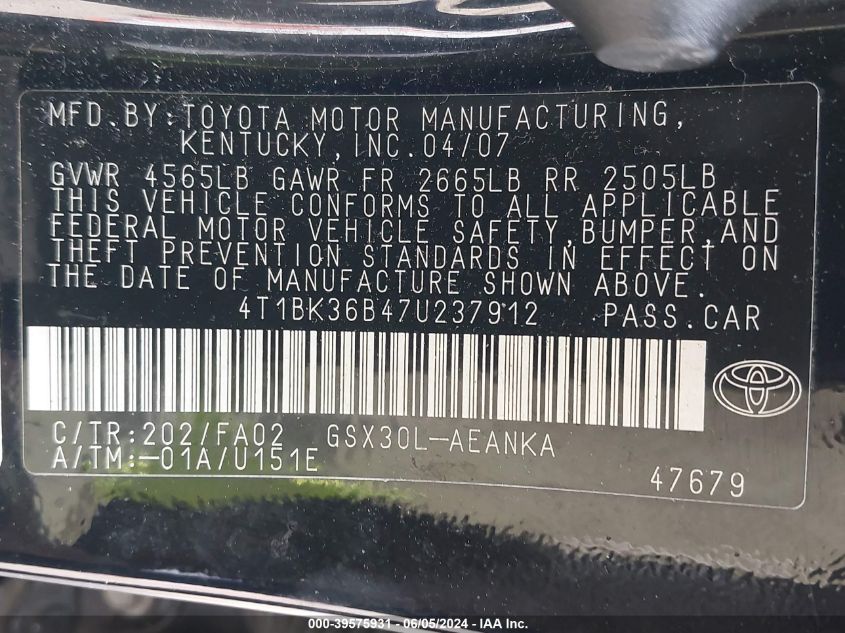 MFD.BY:TOYOTA MOTOR MANUFACTURING,
KENTUCKY,INC.04/07
GVWR 4565LB GAWR FR 2665LB RR 2505LB
THIS VEHICLE CONFORMS TO ALL APPLICABLE
FEDERAL MOTOR VEHICLE SAFETY,BUMPER,AND
THEFT PREVENTION STANDARDS IN EFFECT ON
THE DATE OF MANUFACTURE SHOWN ABOVE.
4T1BK36B47U237912 PASS.CAR
C/TR:202/FA02 GSX30L-AEANKA
A/TM:-01A/U151E
47679
000-39575931 - 06/05/2024 - IAA Inc.